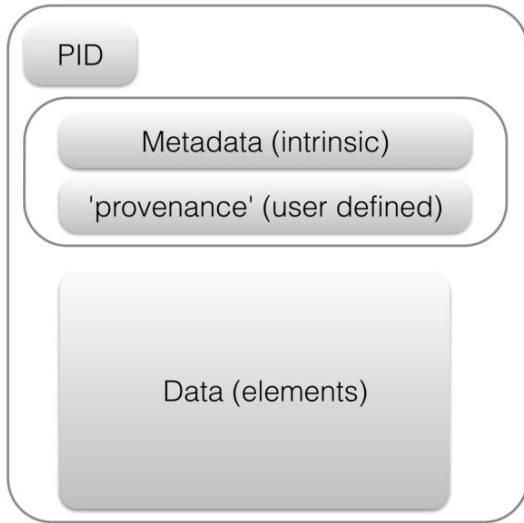 PID
Metadata (intrinsic)
'provenance' (user defined)
Data (elements)